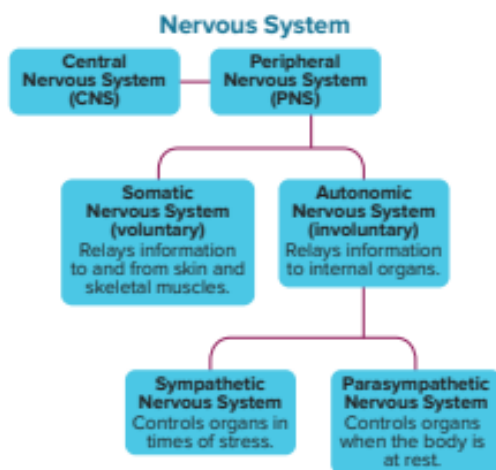 Nervous System
Central
Nervous System
(CNS)
Peripheral
Nervous System
(PNS)
Somatic
Nervous System
(voluntary)
Relays information
to and from skin and
skeletal muscles.
Autonomic
Nervous System
(involuntary)
Relays information
to internal organs.
Sympathetic
Nervous System
Controls organs in
times of stress.
Parasympathetic
Nervous System
Controls organs
when the body is
at rest.